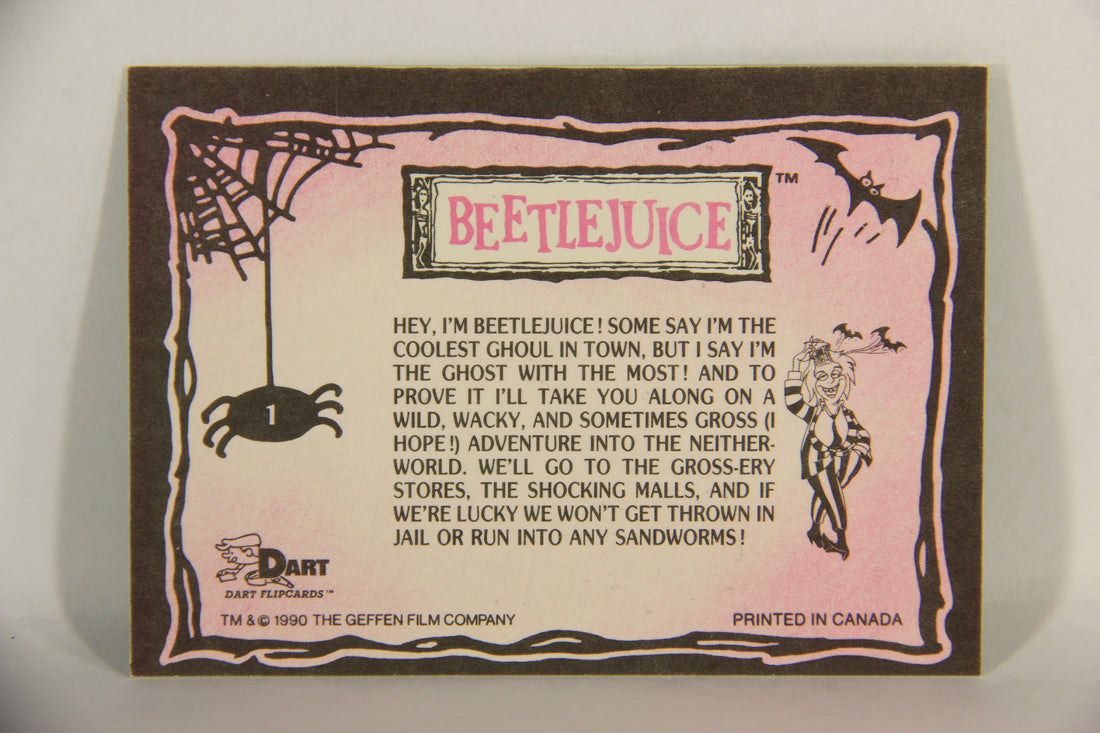 BEETLEJUICE ™
HEY, I'M BEETLEJUICE! SOME SAY I'M THE
COOLEST GHOUL IN TOWN, BUT I SAY I'M
THE GHOST WITH THE MOST! AND TO
PROVE IT I'LL TAKE YOU ALONG ON A
WILD, WACKY, AND SOMETIMES GROSS (I
HOPE!) ADVENTURE INTO THE NEITHER-
WORLD. WE'LL GO TO THE GROSS-ERY
STORES, THE SHOCKING MALLS, AND IF
WE'RE LUCKY WE WON'T GET THROWN IN
JAIL OR RUN INTO ANY SANDWORMS!
1
DART
DART FLIPCARDS™
TM & © 1990 THE GEFFEN FILM COMPANY
PRINTED IN CANADA